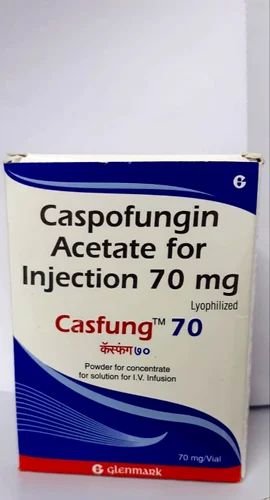 Caspofungin
Acetate for
Injection 70 mg
Lyophilized
Casfung™ 70
कॅस्फंग ७०
Powder for concentrate
for solution for I.V. Infusion
70 mg/Vial
glenmark